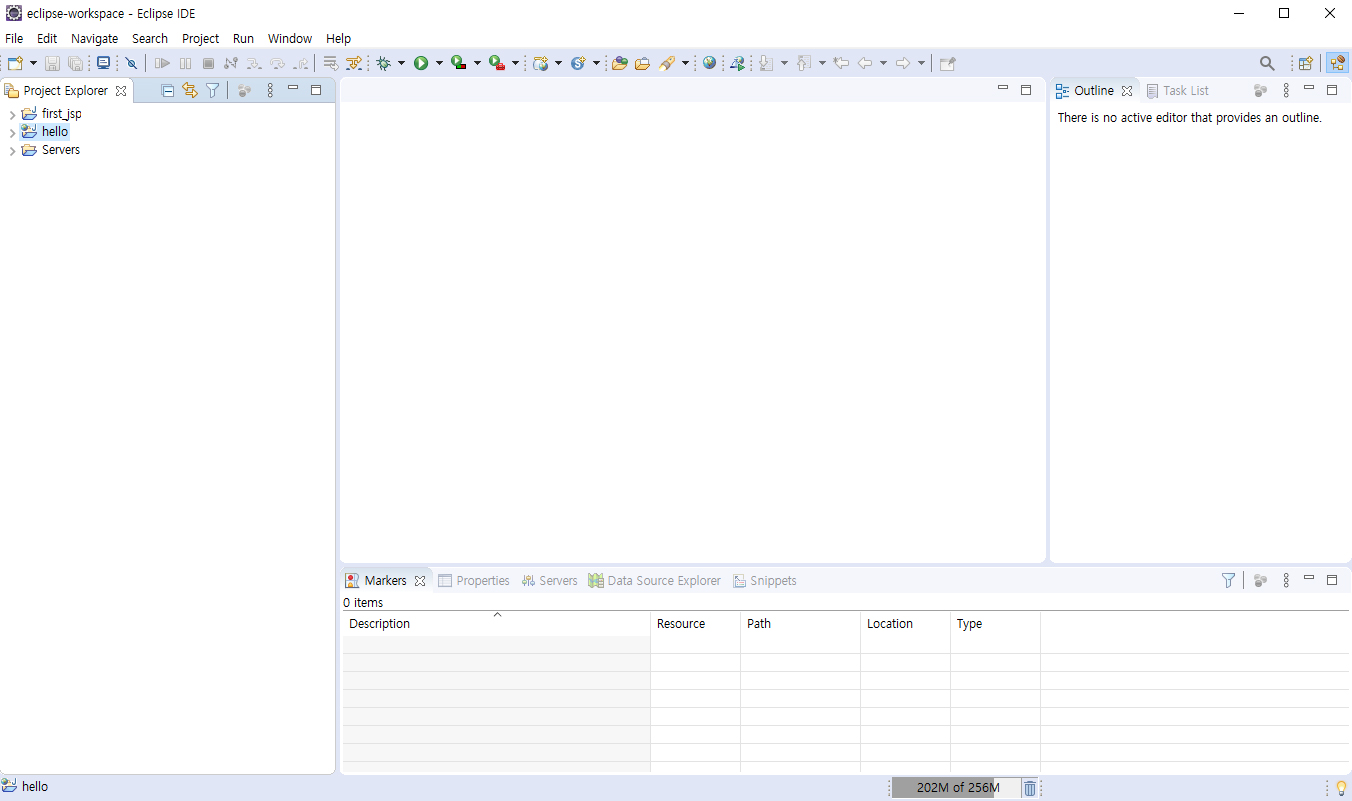 eclipse-workspace - Eclipse IDE
File Edit Navigate Search Project Run Window Help
Project Explorer
first_jsp
hello
Servers
Outline Task List
There is no active editor that provides an outline.
Markers Properties Servers Data Source Explorer Snippets
0 items
Description Resource Path Location Type
hello 202M of 256M